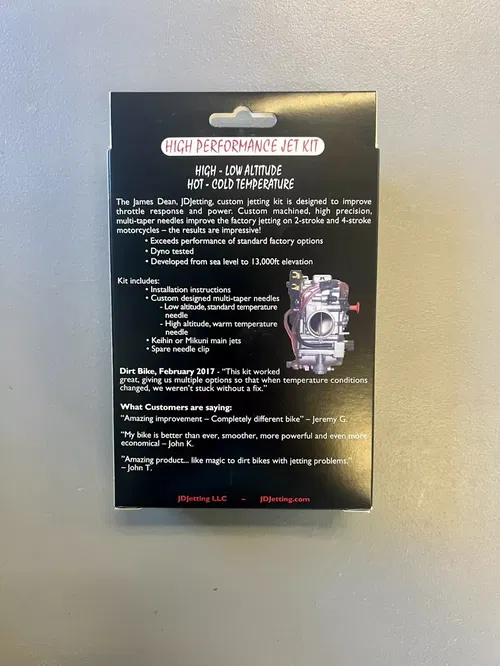 HIGH PERFORMANCE JET KIT
HIGH - LOW ALTITUDE
HOT - COLD TEMPERATURE
The James Dean, JDJetting, custom jetting kit is designed to improve
throttle response and power. Custom machined, high precision,
multi-taper needles improve the factory jetting on 2-stroke and 4-stroke
motorcycles – the results are impressive!
• Exceeds performance of standard factory options
• Dyno tested
• Developed from sea level to 13,000ft elevation
Kit includes:
• Installation instructions
• Custom designed multi-taper needles
- Low altitude, standard temperature
needle
- High altitude, warm temperature
needle
• Keihin or Mikuni main jets
• Spare needle clip
Dirt Bike, February 2017 - “This kit worked
great, giving us multiple options so that when temperature conditions
changed, we weren’t stuck without a fix.”
What Customers are saying:
“Amazing improvement – Completely different bike” – Jeremy G.
“My bike is better than ever, smoother, more powerful and even more
economical – John K.
“Amazing product... like magic to dirt bikes with jetting problems.”
– John T.
JDJetting LLC – JDJetting.com